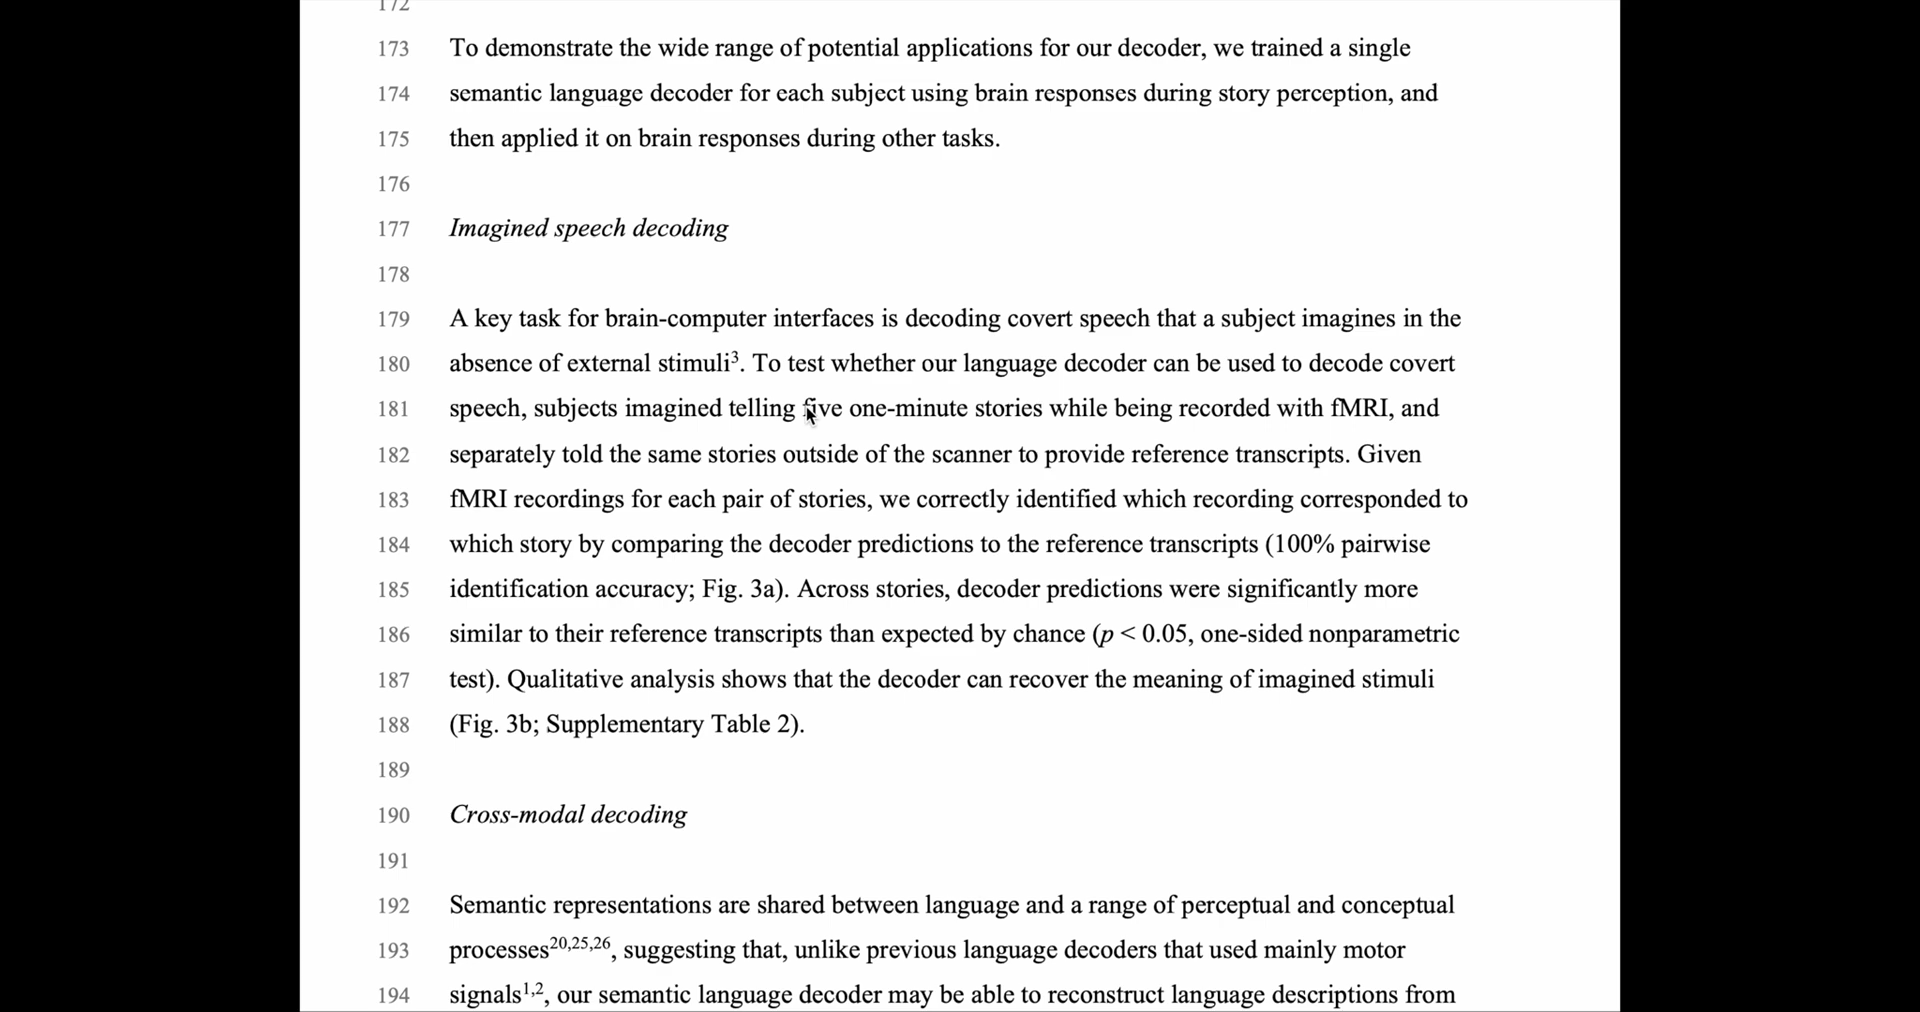 172
173 To demonstrate the wide range of potential applications for our decoder, we trained a single
174 semantic language decoder for each subject using brain responses during story perception, and
175 then applied it on brain responses during other tasks.
176
177 Imagined speech decoding
178
179 A key task for brain-computer interfaces is decoding covert speech that a subject imagines in the
180 absence of external stimuli3. To test whether our language decoder can be used to decode covert
181 speech, subjects imagined telling five one-minute stories while being recorded with fMRI, and
182 separately told the same stories outside of the scanner to provide reference transcripts. Given
183 fMRI recordings for each pair of stories, we correctly identified which recording corresponded to
184 which story by comparing the decoder predictions to the reference transcripts (100% pairwise
185 identification accuracy; Fig. 3a). Across stories, decoder predictions were significantly more
186 similar to their reference transcripts than expected by chance (p < 0.05, one-sided nonparametric
187 test). Qualitative analysis shows that the decoder can recover the meaning of imagined stimuli
188 (Fig. 3b; Supplementary Table 2).
189
190 Cross-modal decoding
191
192 Semantic representations are shared between language and a range of perceptual and conceptual
193 processes20,25,26, suggesting that, unlike previous language decoders that used mainly motor
194 signals1,2, our semantic language decoder may be able to reconstruct language descriptions from